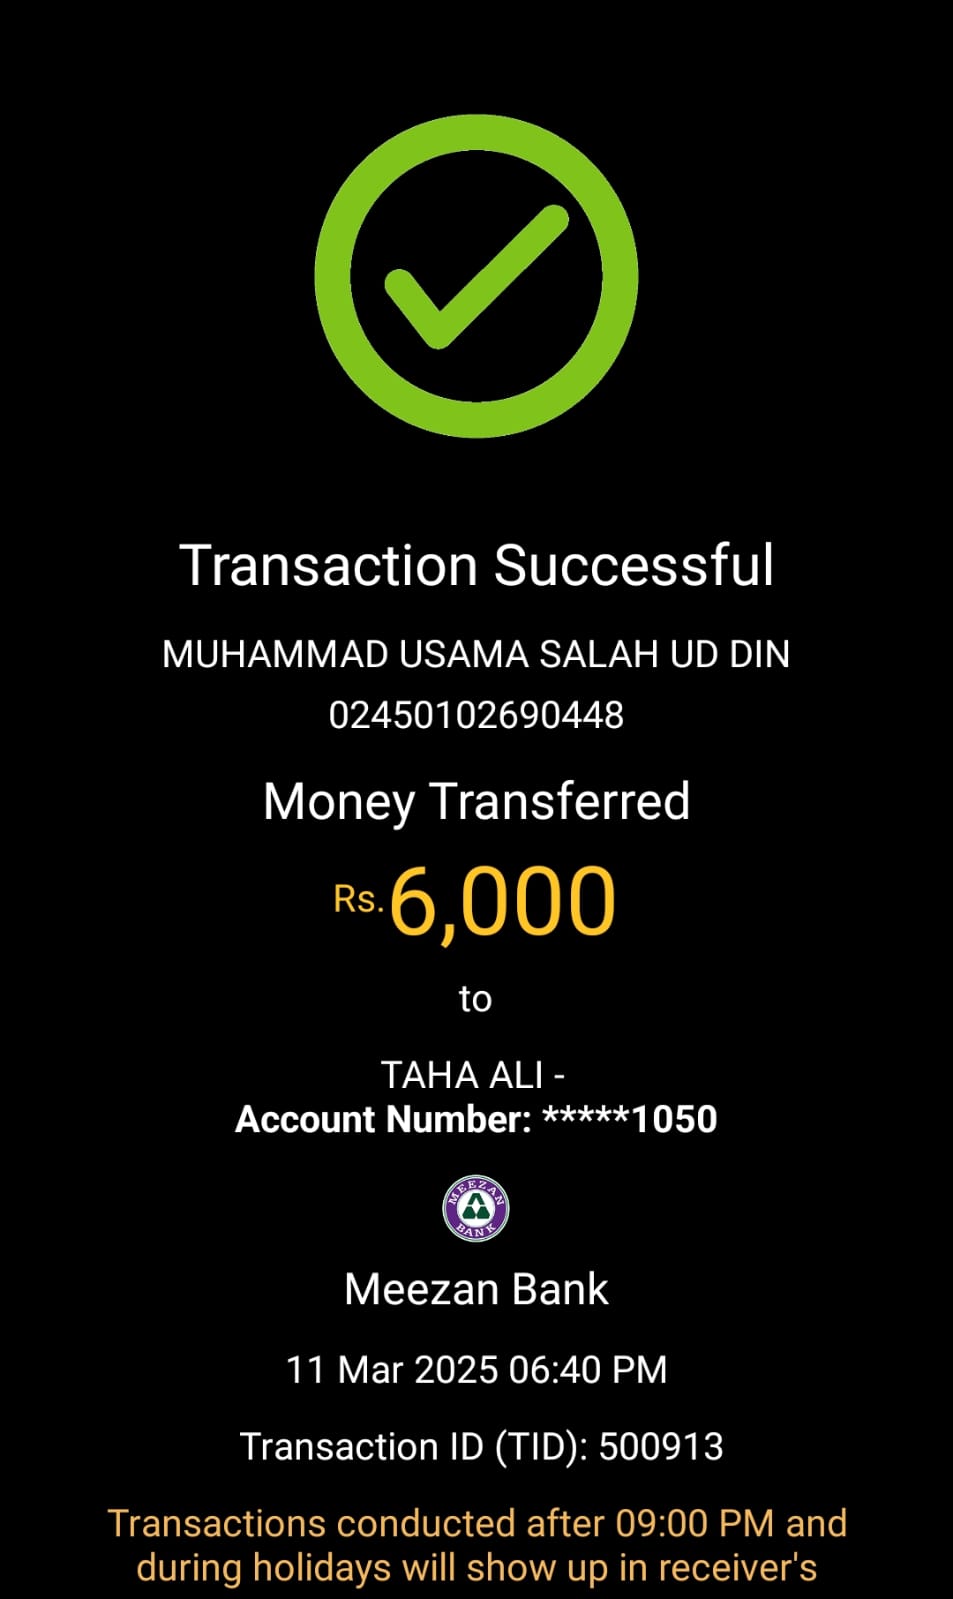 Transaction Successful
MUHAMMAD USAMA SALAH UD DIN
02450102690448
Money Transferred
Rs.6,000
to
TAHA ALI -
Account Number: *****1050
MEEZAN
BANK
Meezan Bank
11 Mar 2025 06:40 PM
Transaction ID (TID): 500913
Transactions conducted after 09:00 PM and
during holidays will show up in receiver's